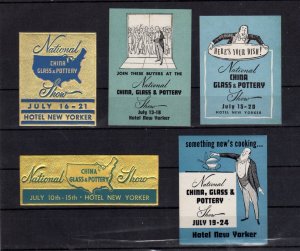 National
CHINA
GLASS & POTTERY
Show
JULY 16-21
HOTEL NEW YORKER
JOIN THESE BUYERS AT THE
National
CHINA
GLASS & POTTERY
Show
July 13-18
Hotel New Yorker
HERE'S YOUR DISH!
National
CHINA
GLASS & POTTERY
Show
JULY 15-20
HOTEL NEW YORKER
National
CHINA
GLASS & POTTERY
Show
JULY 10th-15th · HOTEL NEW YORKER
something new's cooking...
National
CHINA, GLASS
& POTTERY
Show
JULY 19-24
HOTEL
NEW YORKER